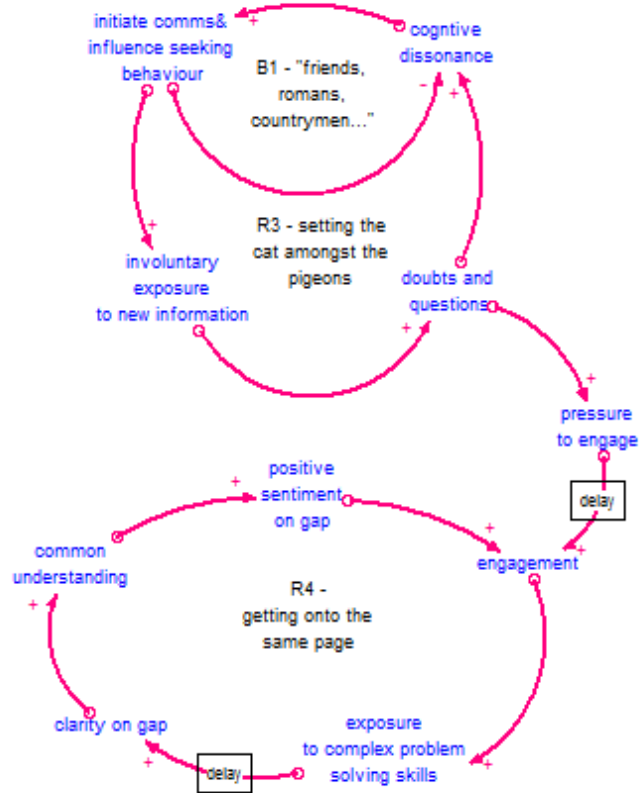 initiate comms&
influence seeking
behaviour
+
cogntive
dissonance
B1 - "friends,
romans,
countrymen..."
-
+
+
R3 - setting the
cat amongst the
pigeons
involuntary
exposure
to new information
doubts and
questions
+
+
pressure
to engage
delay
+
positive
sentiment
on gap
+
+
engagement
common
understanding
+
R4 -
getting onto the
same page
clarity on gap
+
delay
exposure
to complex problem
solving skills
+